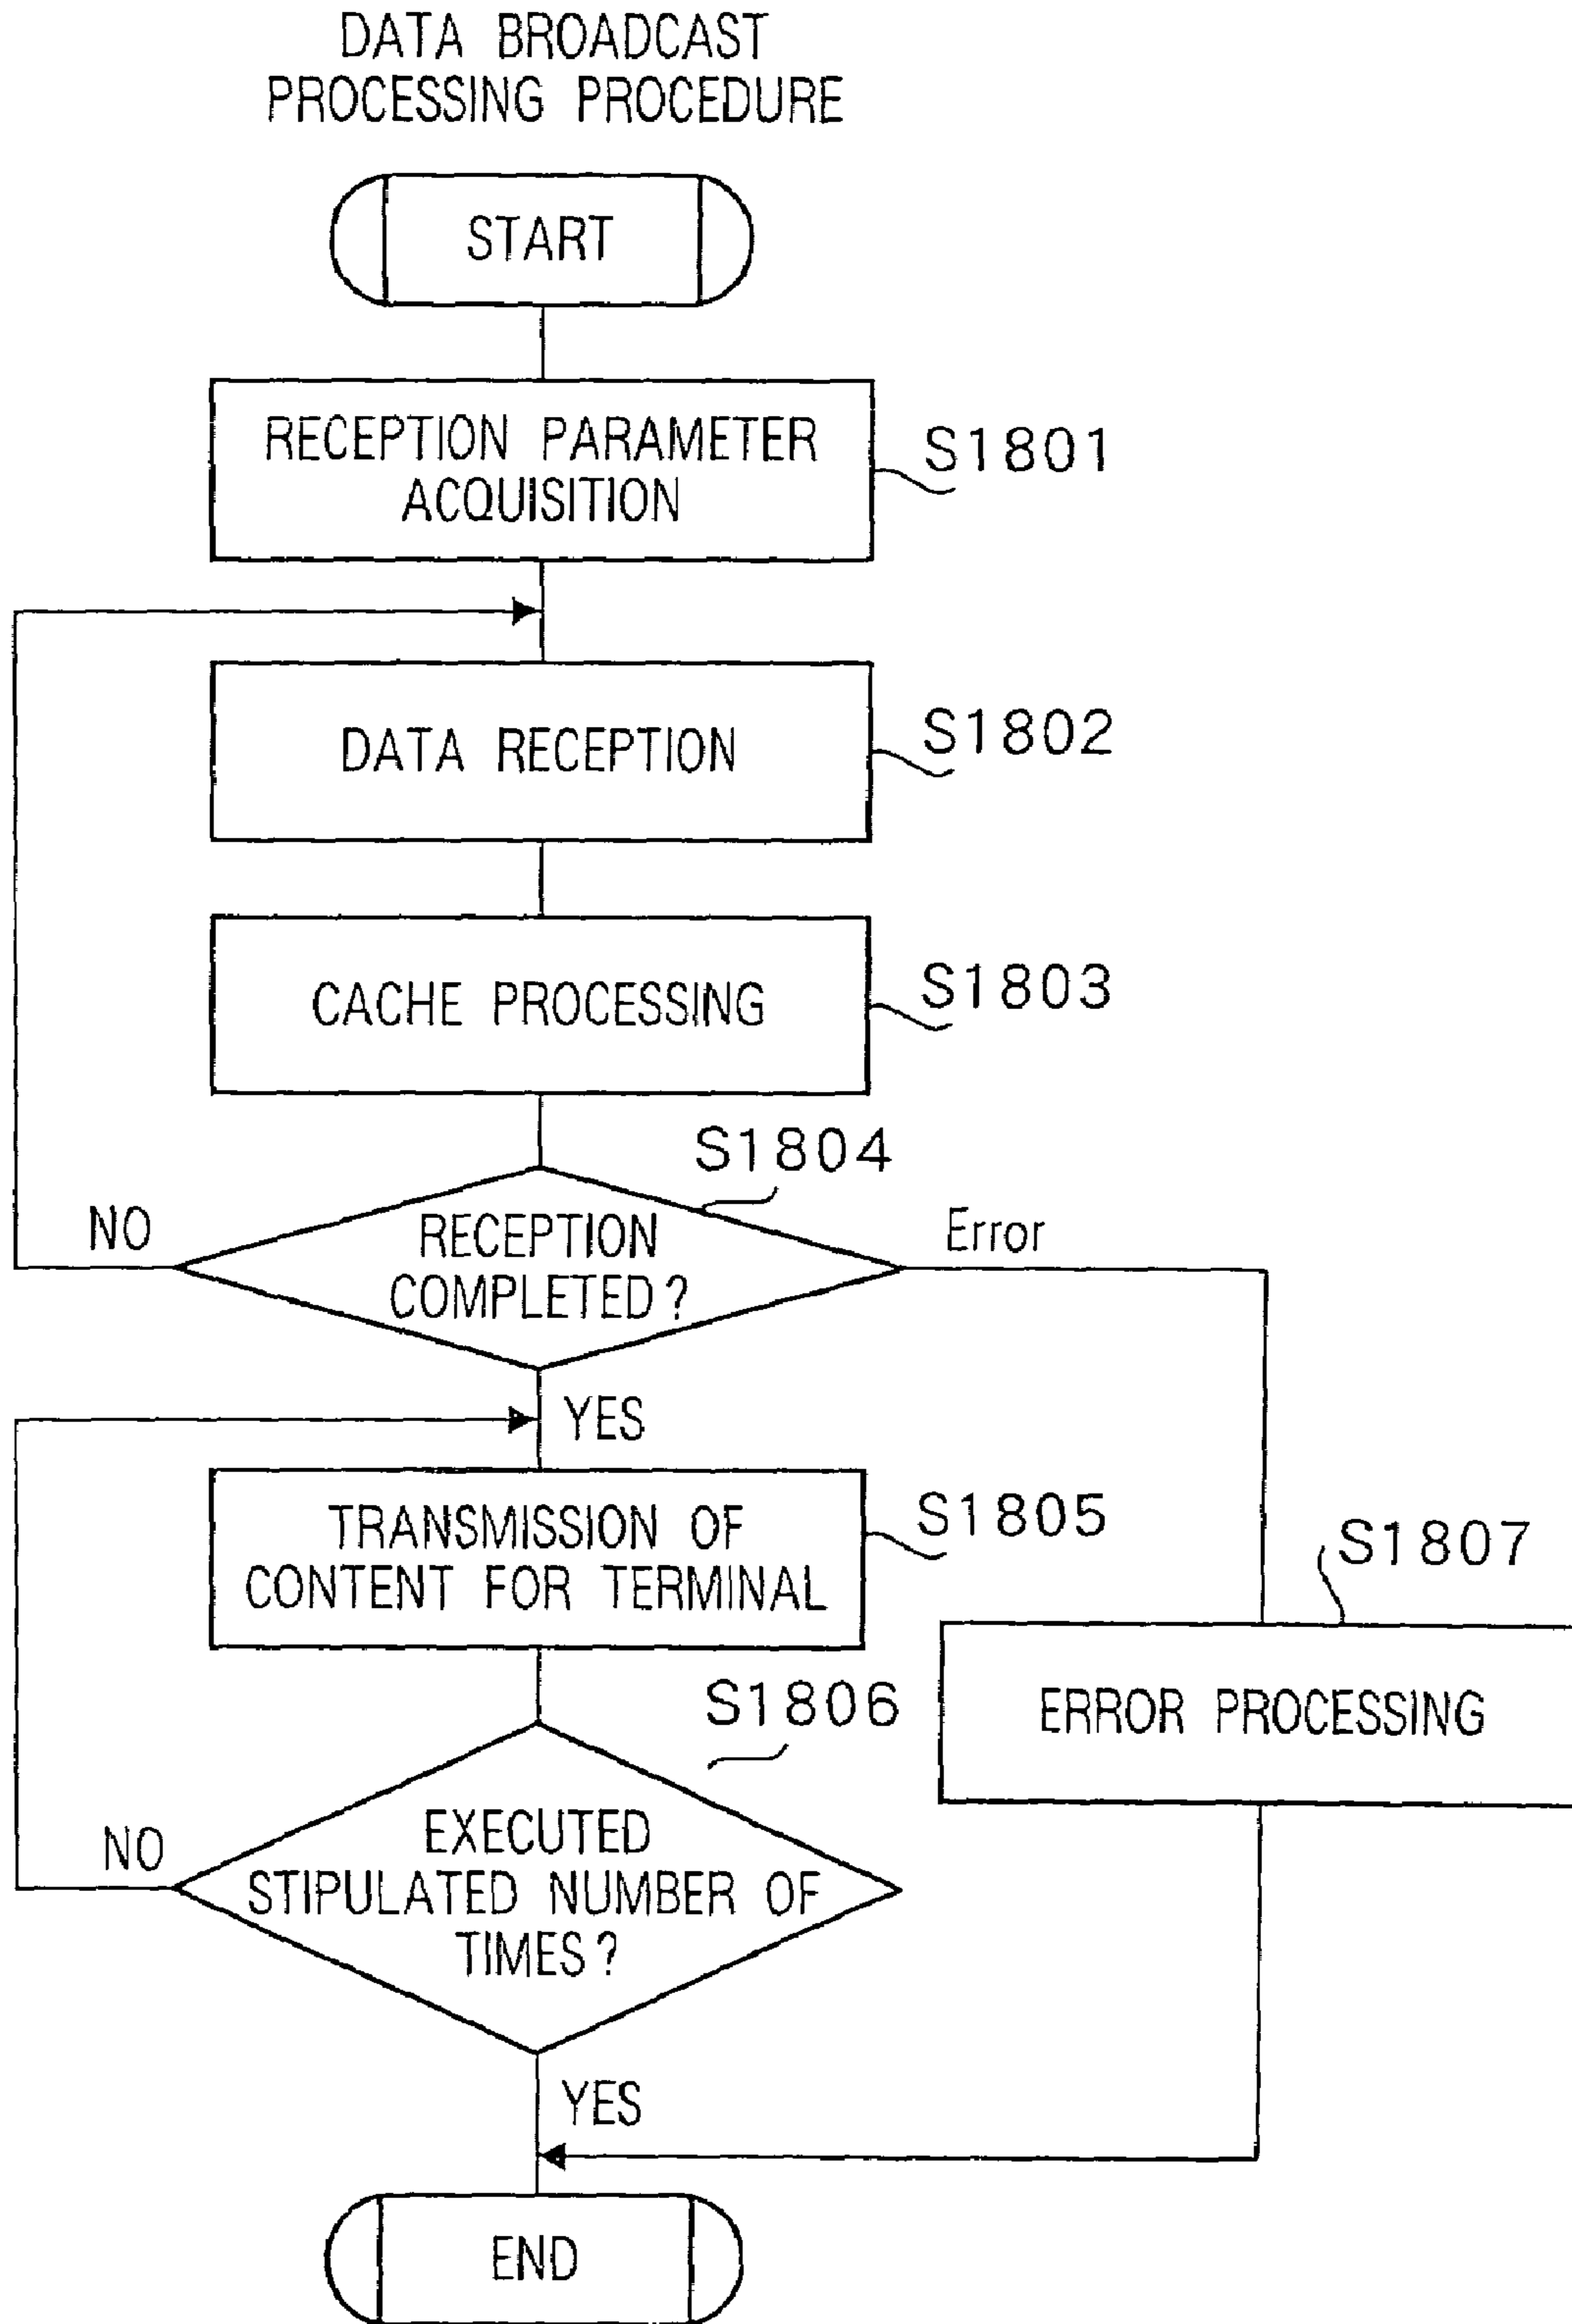 DATA BROADCAST
PROCESSING PROCEDURE
START
RECEPTION PARAMETER
ACQUISITION
S1801
DATA RECEPTION
S1802
CACHE PROCESSING
S1803
S1804
NO
RECEPTION
COMPLETED?
Error
YES
TRANSMISSION OF
CONTENT FOR TERMINAL
S1805
S1807
ERROR PROCESSING
S1806
NO
EXECUTED
STIPULATED NUMBER OF
TIMES?
YES
END